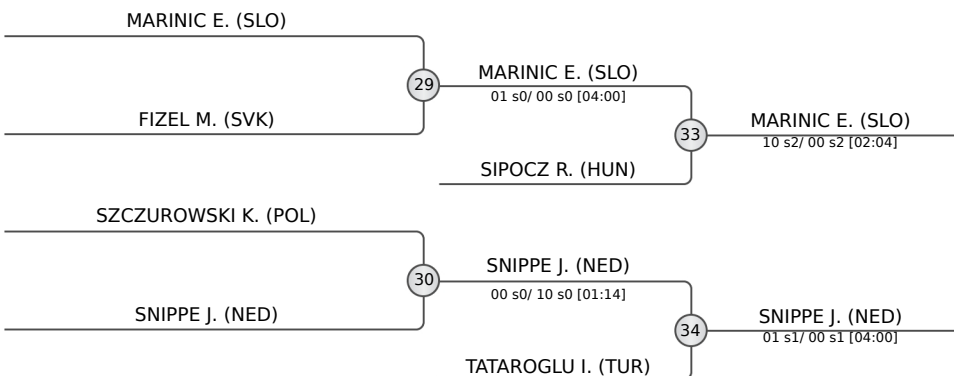 MARINIC E. (SLO)
29
FIZEL M. (SVK)
MARINIC E. (SLO)
01 s0/ 00 s0 [04:00]
33
SIPOCZ R. (HUN)
MARINIC E. (SLO)
10 s2/ 00 s2 [02:04]
SZCZUROWSKI K. (POL)
30
SNIPPE J. (NED)
SNIPPE J. (NED)
00 s0/ 10 s0 [01:14]
34
TATAROGLU I. (TUR)
SNIPPE J. (NED)
01 s1/ 00 s1 [04:00]